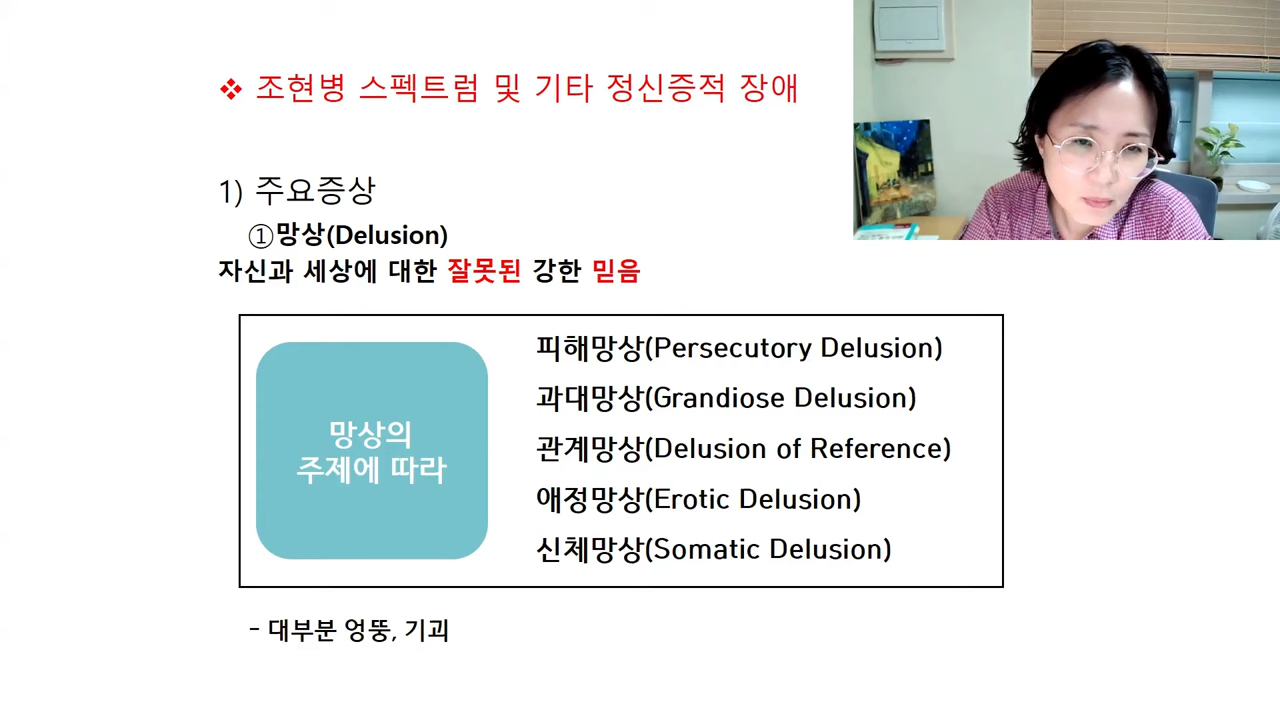 ❖ 조현병 스펙트럼 및 기타 정신증적 장애
1) 주요증상
①망상(Delusion)
자신과 세상에 대한 잘못된 강한 믿음
망상의
주제에 따라
피해망상(Persecutory Delusion)
과대망상(Grandiose Delusion)
관계망상(Delusion of Reference)
애정망상(Erotic Delusion)
신체망상(Somatic Delusion)
- 대부분 엉뚱, 기괴